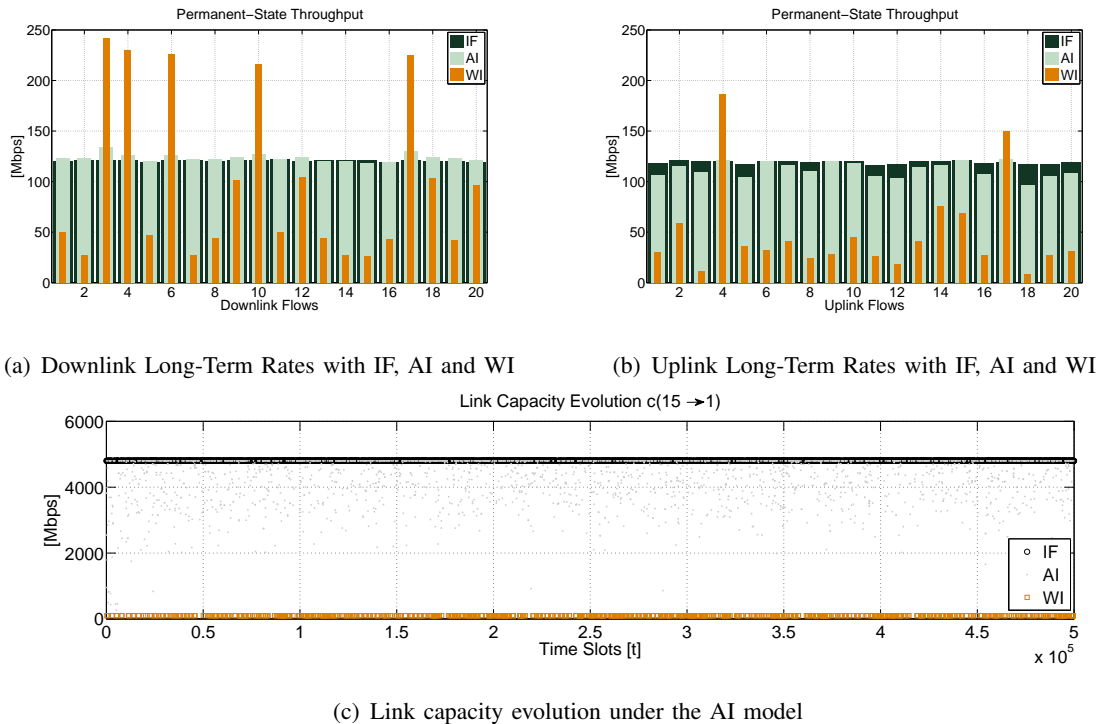 Permanent−State Throughput
250
200
150
100
50
0
[Mbps]
IF
AI
WI
2 4 6 8 10 12 14 16 18 20
Downlink Flows
(a) Downlink Long-Term Rates with IF, AI and WI
Permanent−State Throughput
250
200
150
100
50
0
[Mbps]
IF
AI
WI
2 4 6 8 10 12 14 16 18 20
Uplink Flows
(b) Uplink Long-Term Rates with IF, AI and WI
Link Capacity Evolution c(15 →1)
6000
4000
2000
0
[Mbps]
IF
AI
WI
0 0.5 1 1.5 2 2.5 3 3.5 4 4.5 5
Time Slots [t]
x 10^5
(c) Link capacity evolution under the AI model